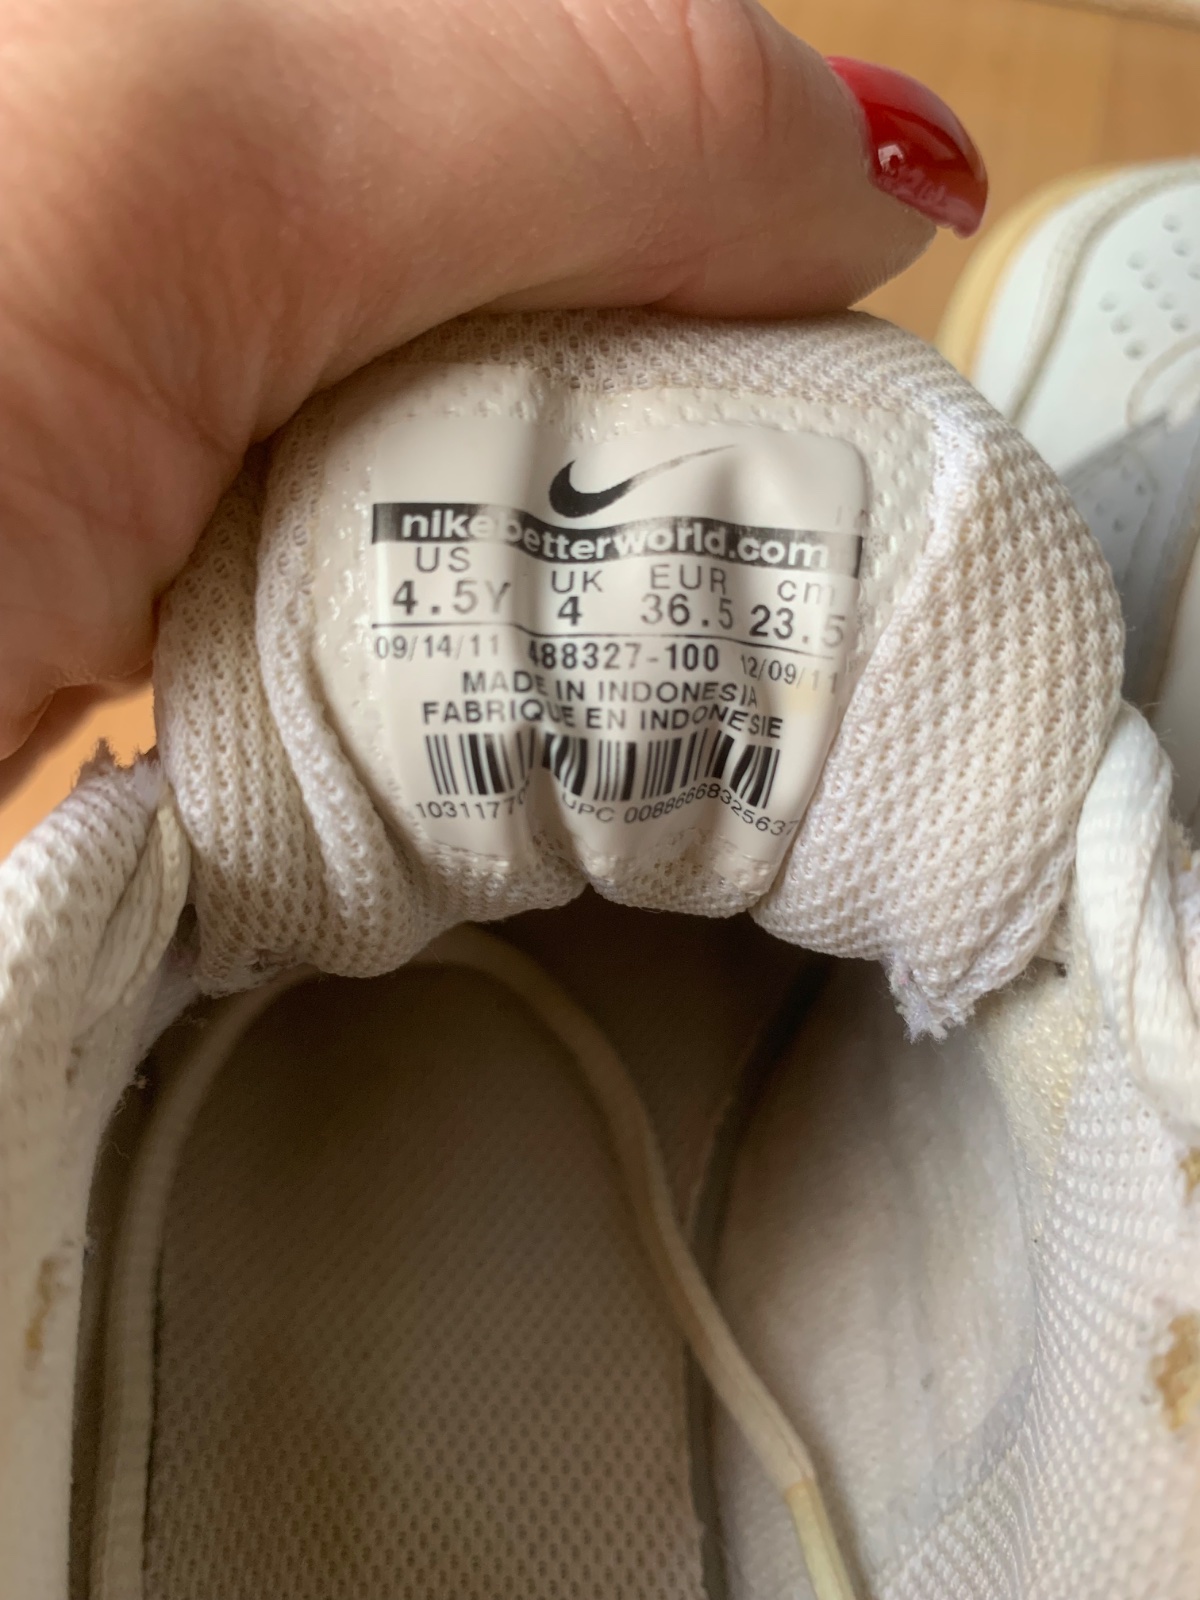 nikebetterworld.com
US UK EUR cm
4.5Y 4 36.5 23.5
09/14/11 488327-100 12/09/11
MADE IN INDONESIA
FABRIQUE EN INDONESIE
UPC